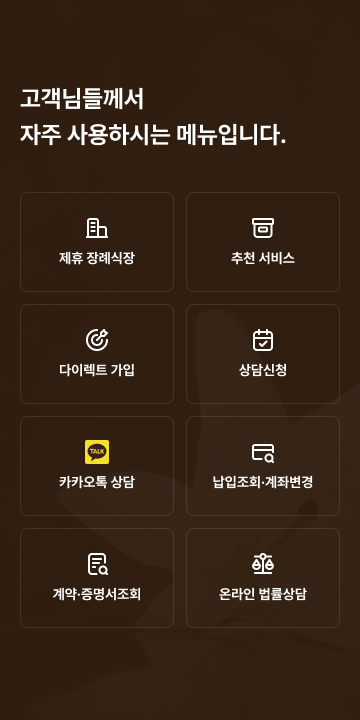 고객님들께서
자주 사용하시는 메뉴입니다.
제휴 장례식장
추천 서비스
다이렉트 가입
상담신청
TALK
카카오톡 상담
납입조회·계좌변경
계약·증명서조회
온라인 법률상담